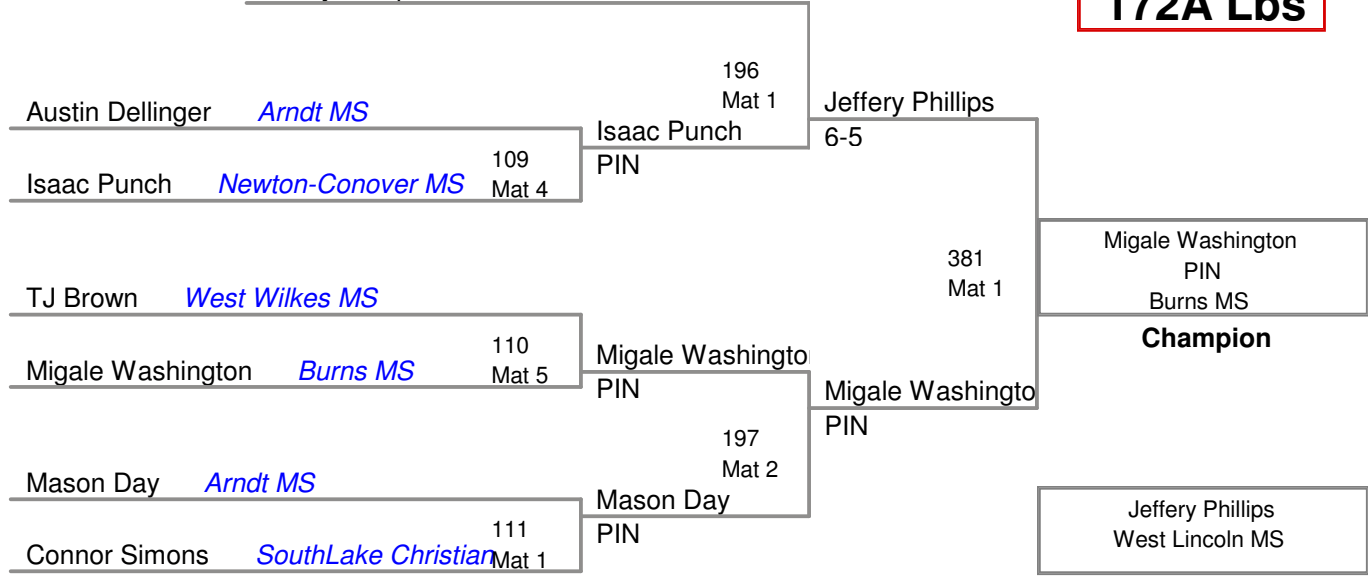 172A Lbs
196
Mat 1
Jeffery Phillips
6-5
Austin Dellinger Arndt MS
Isaac Punch
PIN
109
Mat 4
Isaac Punch Newton-Conover MS
381
Mat 1
Migale Washington
PIN
Burns MS
Champion
TJ Brown West Wilkes MS
110
Mat 5
Migale Washingto
PIN
Migale Washington Burns MS
Migale Washingto
PIN
197
Mat 2
Mason Day Arndt MS
Mason Day
PIN
111
Mat 1
Connor Simons SouthLake Christian
Jeffery Phillips
West Lincoln MS